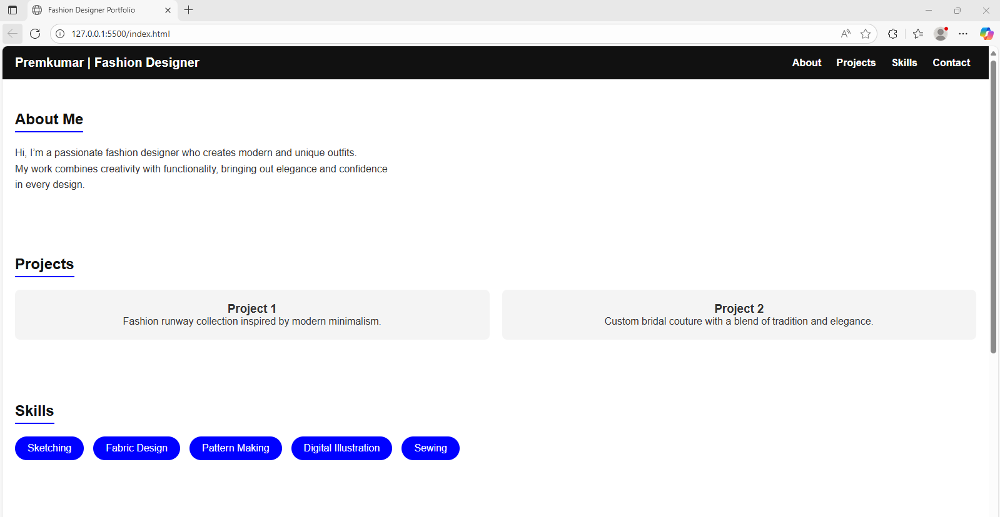 Fashion Designer Portfolio
127.0.0.1:5500/index.html
Premkumar | Fashion Designer
About Projects Skills Contact
About Me
Hi, I’m a passionate fashion designer who creates modern and unique outfits.
My work combines creativity with functionality, bringing out elegance and confidence
in every design.
Projects
Project 1
Fashion runway collection inspired by modern minimalism.
Project 2
Custom bridal couture with a blend of tradition and elegance.
Skills
Sketching Fabric Design Pattern Making Digital Illustration Sewing